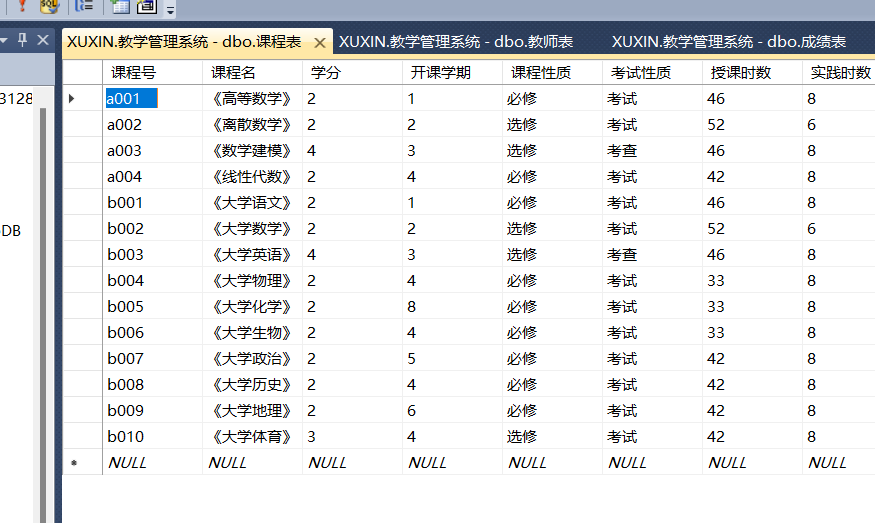 SQL
XUXIN.教学管理系统 - dbo.课程表 XUXIN.教学管理系统 - dbo.教师表 XUXIN.教学管理系统 - dbo.成绩表
课程号 课程名 学分 开课学期 课程性质 考试性质 授课时数 实践时数
3128 a001 《高等数学》 2 1 必修 考试 46 8
a002 《离散数学》 2 2 选修 考试 52 6
a003 《数学建模》 4 3 选修 考查 46 8
a004 《线性代数》 2 4 必修 考试 42 8
b001 《大学语文》 2 1 必修 考试 46 8
DB b002 《大学数学》 2 2 选修 考试 52 6
b003 《大学英语》 4 3 选修 考查 46 8
b004 《大学物理》 2 4 必修 考试 33 8
b005 《大学化学》 2 8 必修 考试 33 8
b006 《大学生物》 2 4 必修 考试 33 8
b007 《大学政治》 2 5 必修 考试 42 8
b008 《大学历史》 2 4 必修 考试 42 8
b009 《大学地理》 2 6 必修 考试 42 8
b010 《大学体育》 3 4 选修 考试 42 8
NULL NULL NULL NULL NULL NULL NULL NULL